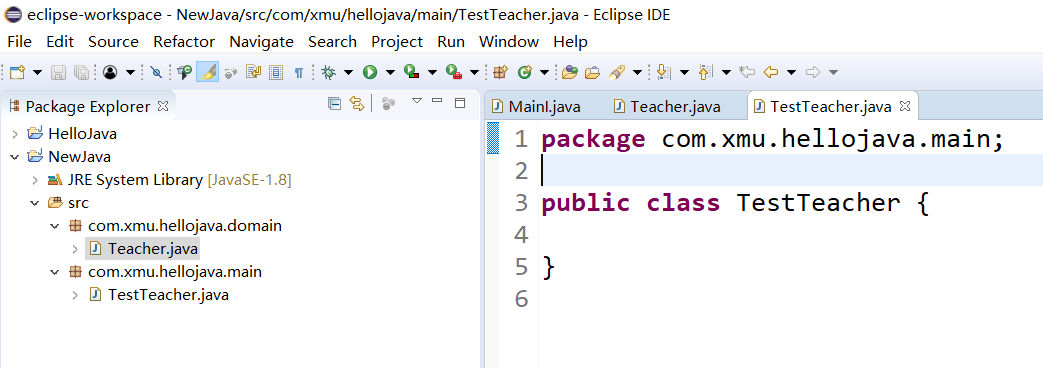 eclipse-workspace - NewJava/src/com/xmu/hellojava/main/TestTeacher.java - Eclipse IDE
File Edit Source Refactor Navigate Search Project Run Window Help
Package Explorer
HelloJava
NewJava
JRE System Library [JavaSE-1.8]
src
com.xmu.hellojava.domain
Teacher.java
com.xmu.hellojava.main
TestTeacher.java
MainI.java Teacher.java TestTeacher.java
1 package com.xmu.hellojava.main;
2
3 public class TestTeacher {
4
5 }
6